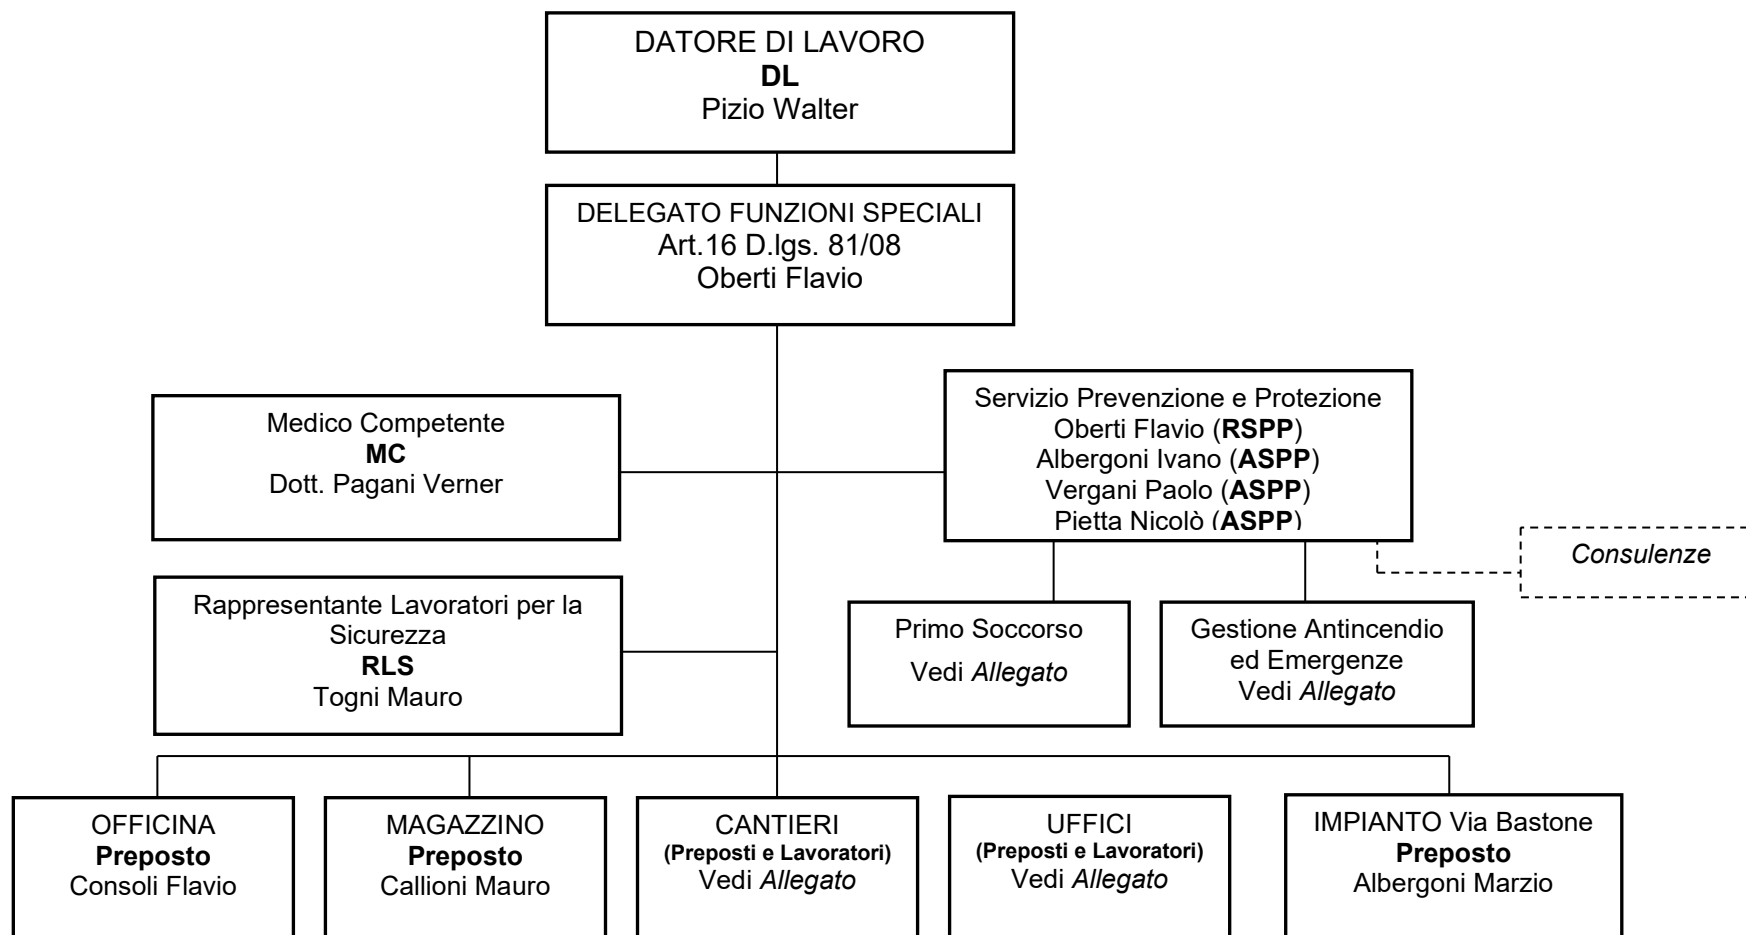 DATORE DI LAVORO
DL
Pizio Walter
DELEGATO FUNZIONI SPECIALI
Art.16 D.lgs. 81/08
Oberti Flavio
Medico Competente
MC
Dott. Pagani Verner
Servizio Prevenzione e Protezione
Oberti Flavio (RSPP)
Albergoni Ivano (ASPP)
Vergani Paolo (ASPP)
Pietta Nicolò (ASPP)
Consulenze
Rappresentante Lavoratori per la
Sicurezza
RLS
Togni Mauro
Primo Soccorso
Vedi Allegato
Gestione Antincendio
ed Emergenze
Vedi Allegato
OFFICINA
Preposto
Consoli Flavio
MAGAZZINO
Preposto
Callioni Mauro
CANTIERI
(Preposti e Lavoratori)
Vedi Allegato
UFFICI
(Preposti e Lavoratori)
Vedi Allegato
IMPIANTO Via Bastone
Preposto
Albergoni Marzio